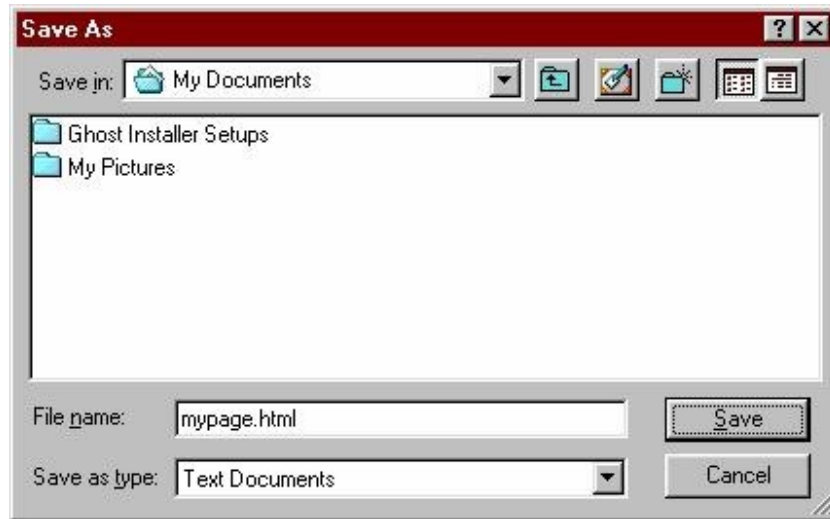 Save As
Save in: My Documents
Ghost Installer Setups
My Pictures
File name: mypage.html Save
Save as type: Text Documents Cancel